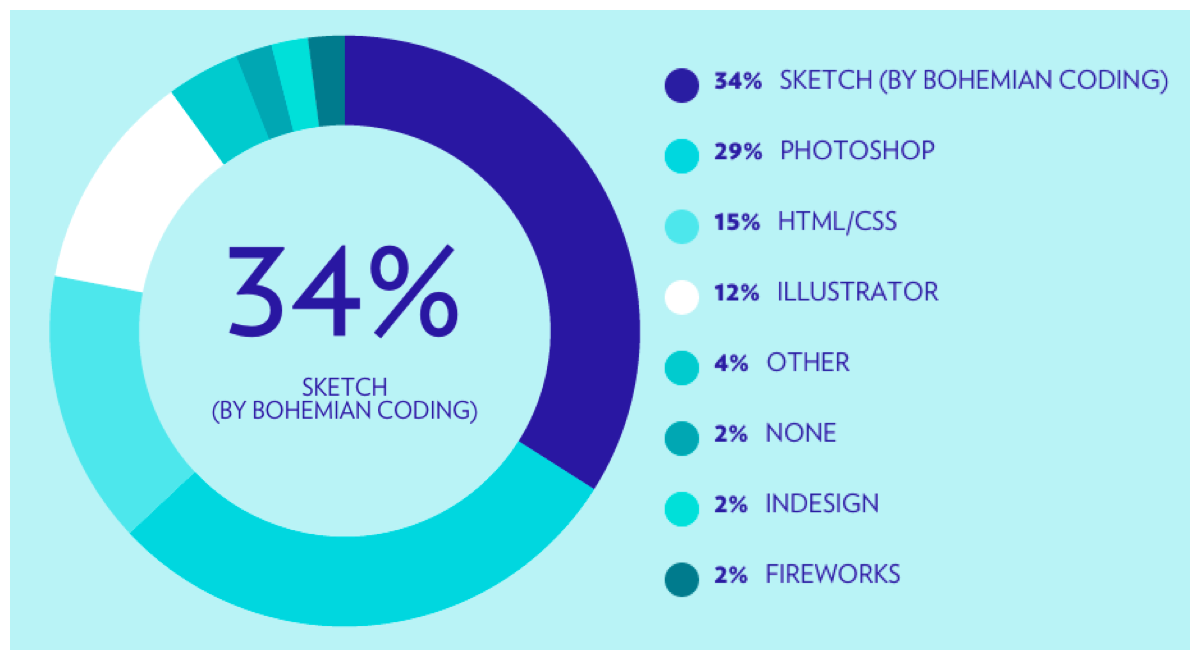 34%
SKETCH
(BY BOHEMIAN CODING)
34% SKETCH (BY BOHEMIAN CODING)
29% PHOTOSHOP
15% HTML/CSS
12% ILLUSTRATOR
4% OTHER
2% NONE
2% INDESIGN
2% FIREWORKS